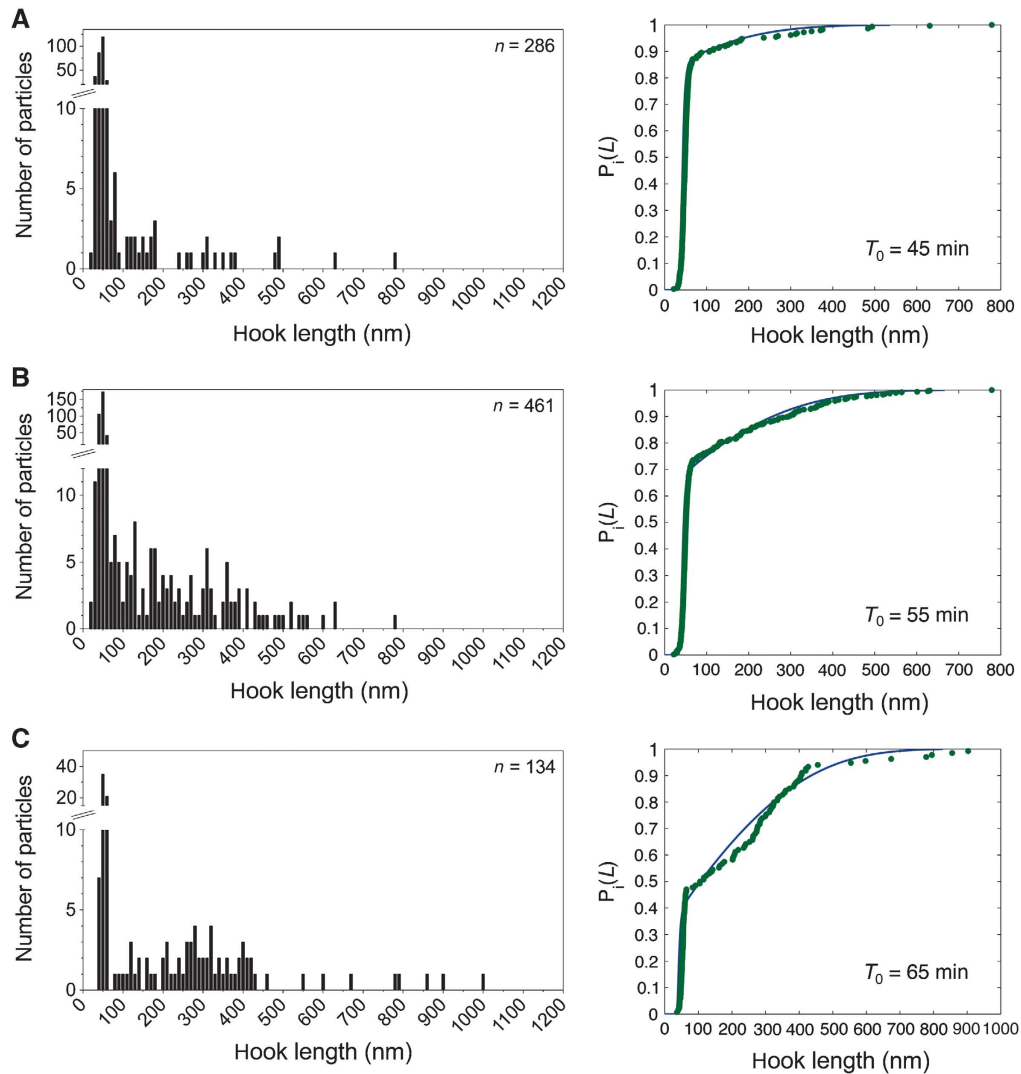 A
Number of particles
100
50
10
5
0
n = 286
0 100 200 300 400 500 600 700 800 900 1000 1100 1200
Hook length (nm)
P_i(L)
1
0.9
0.8
0.7
0.6
0.5
0.4
0.3
0.2
0.1
0
T_0 = 45 min
0 100 200 300 400 500 600 700 800
Hook length (nm)
B
Number of particles
150
100
50
10
5
0
n = 461
0 100 200 300 400 500 600 700 800 900 1000 1100 1200
Hook length (nm)
P_i(L)
1
0.9
0.8
0.7
0.6
0.5
0.4
0.3
0.2
0.1
0
T_0 = 55 min
0 100 200 300 400 500 600 700 800
Hook length (nm)
C
Number of particles
40
20
10
5
0
n = 134
0 100 200 300 400 500 600 700 800 900 1000 1100 1200
Hook length (nm)
P_i(L)
1
0.9
0.8
0.7
0.6
0.5
0.4
0.3
0.2
0.1
0
T_0 = 65 min
0 100 200 300 400 500 600 700 800 900 1000
Hook length (nm)